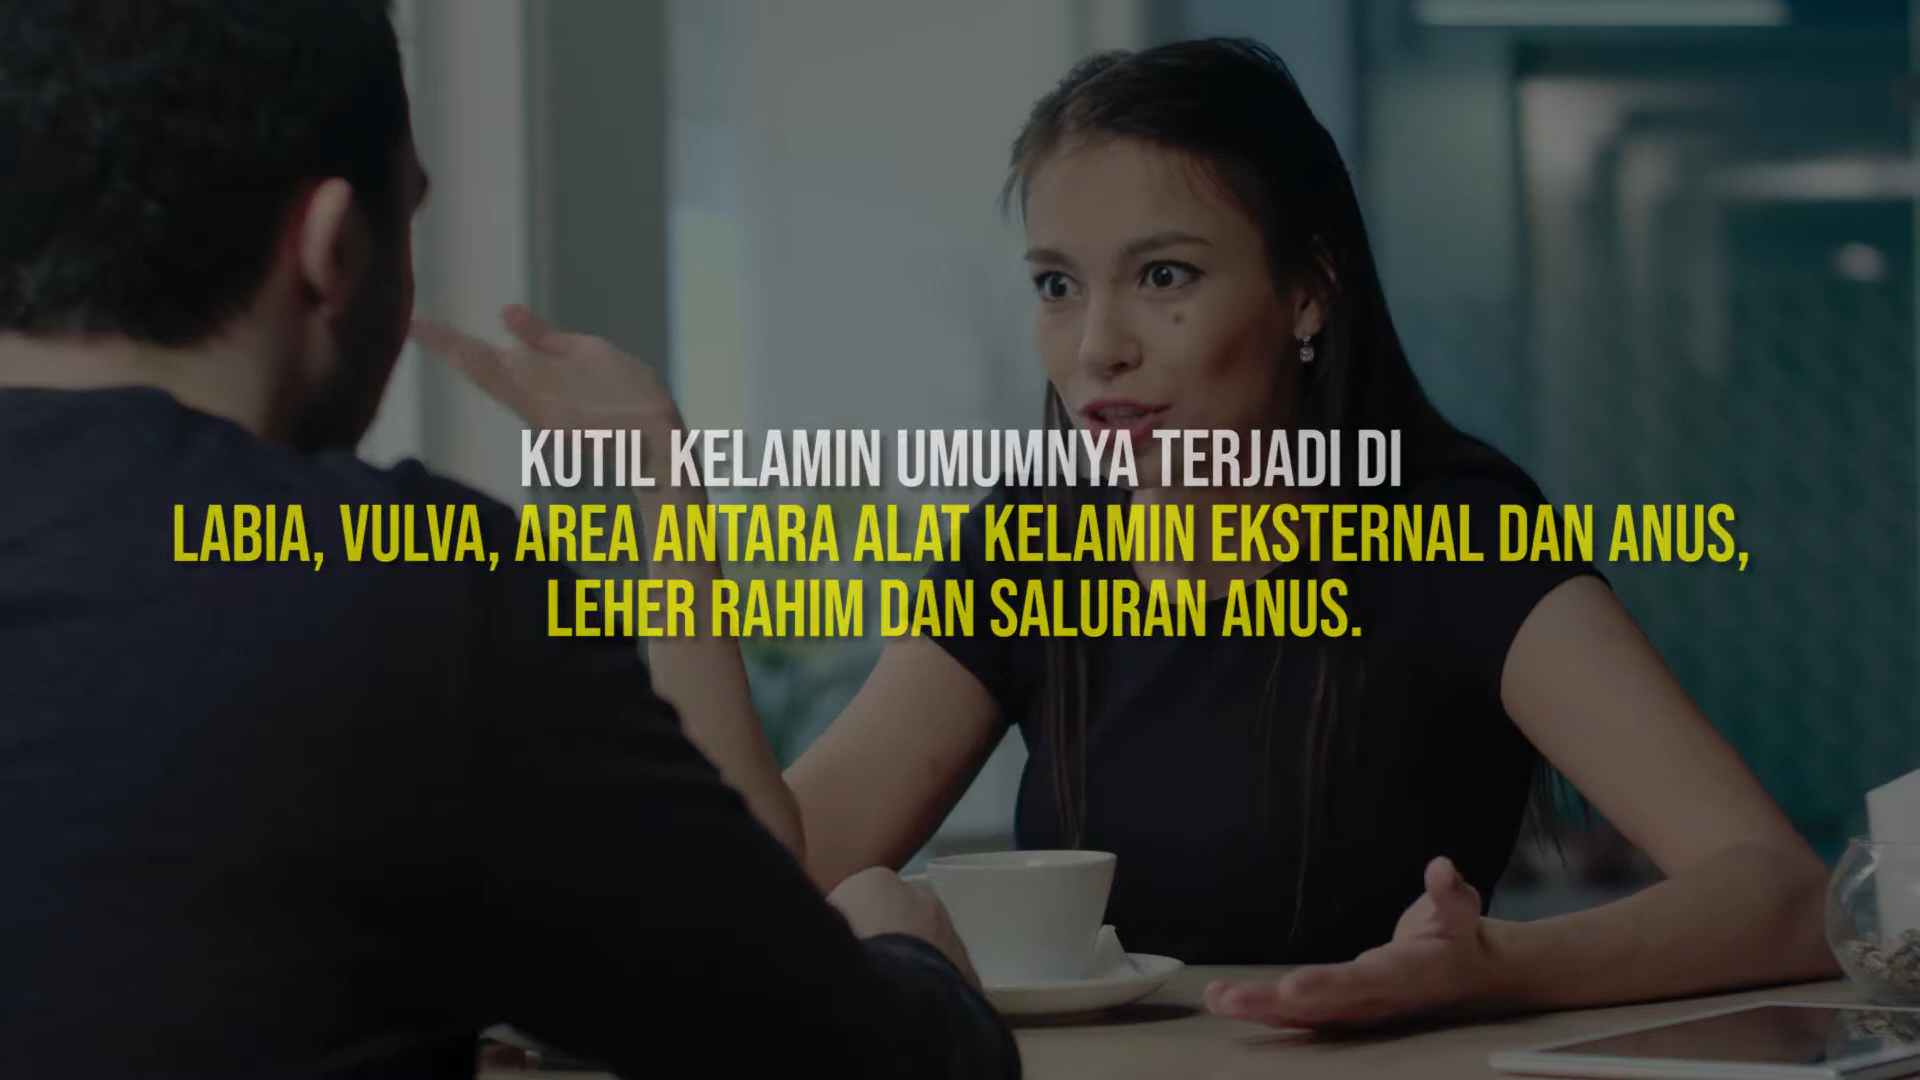 KUTIL KELAMIN UMUMNYA TERJADI DI
LABIA, VULVA, AREA ANTARA ALAT KELAMIN EKSTERNAL DAN ANUS,
LEHER RAHIM DAN SALURAN ANUS.